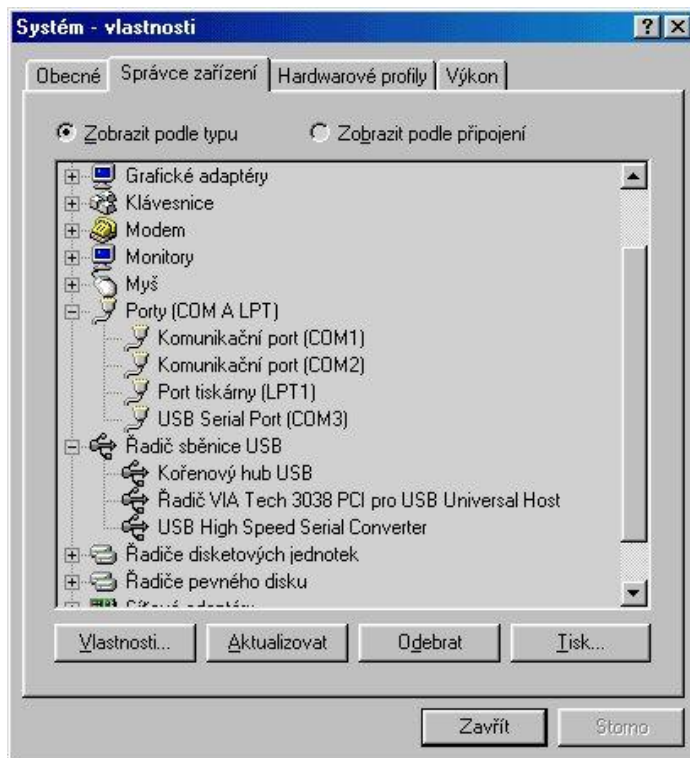 Systém - vlastnosti
Obecné Správce zařízení Hardwarové profily Výkon
Zobrazit podle typu Zobrazit podle připojení
Grafické adaptéry
Klávesnice
Modem
Monitory
Myš
Porty (COM A LPT)
Komunikační port (COM1)
Komunikační port (COM2)
Port tiskárny (LPT1)
USB Serial Port (COM3)
Řadič sběnice USB
Kořenový hub USB
Řadič VIA Tech 3038 PCI pro USB Universal Host
USB High Speed Serial Converter
Řadiče disketových jednotek
Řadiče pevného disku
Vlastnosti... Aktualizovat Odebrat Tisk...
Zavřít Storno